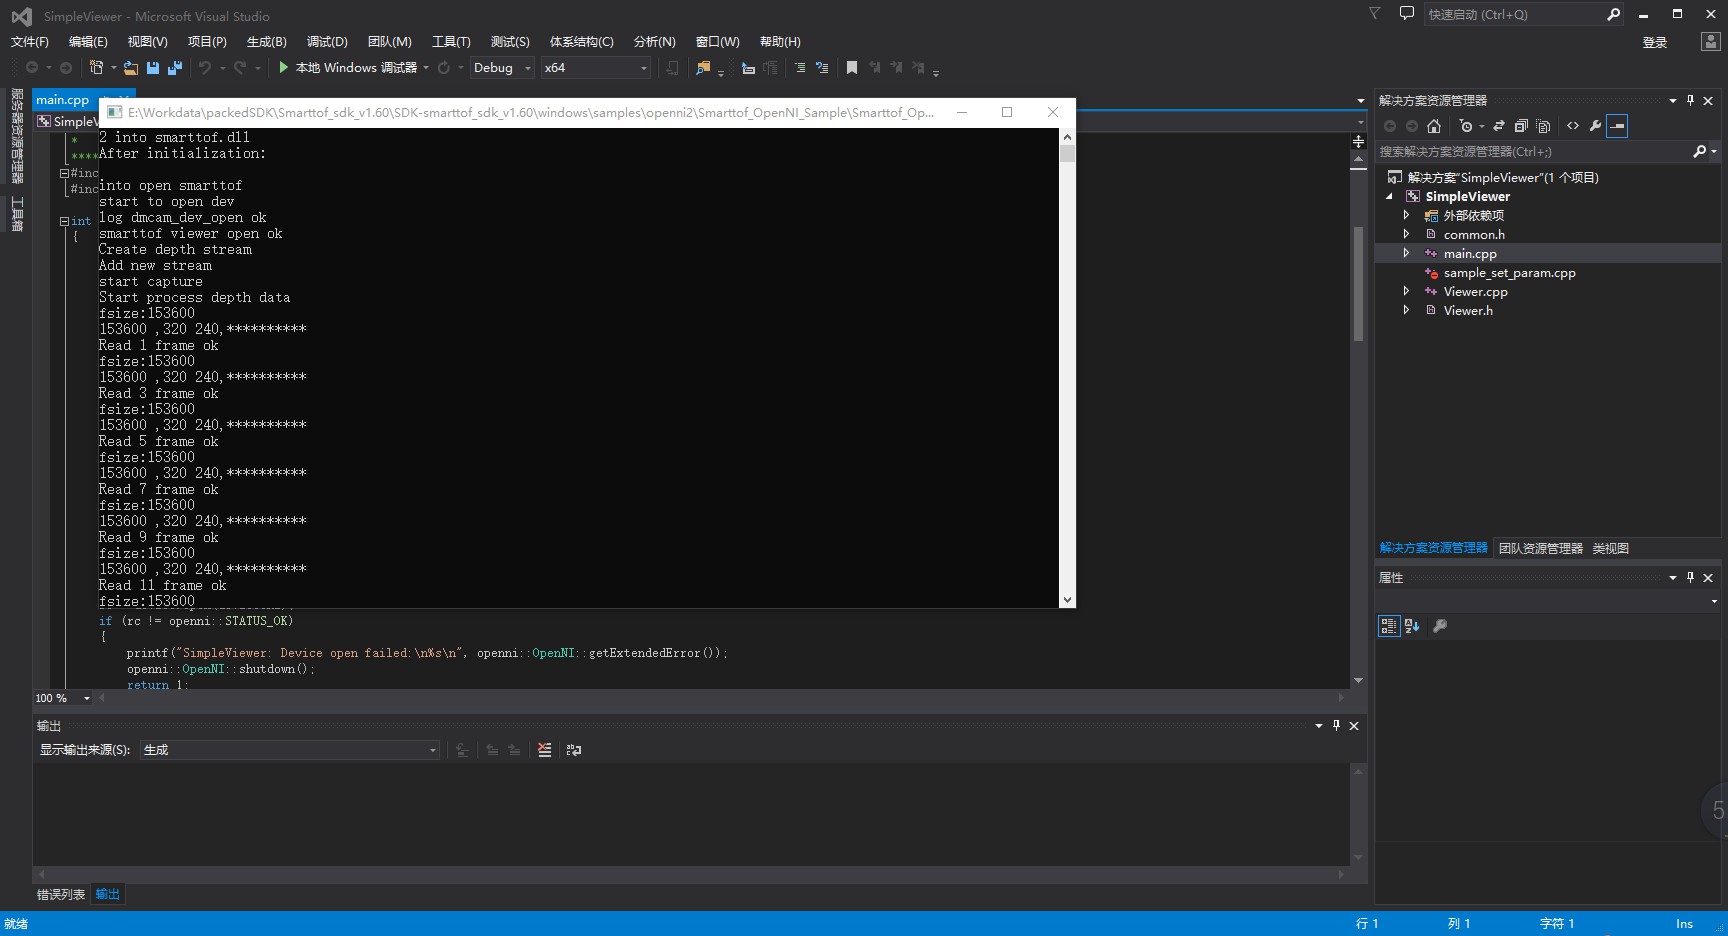 SimpleViewer - Microsoft Visual Studio
快速启动 (Ctrl+Q)
文件(F) 编辑(E) 视图(V) 项目(P) 生成(B) 调试(D) 团队(M) 工具(T) 测试(S) 体系结构(C) 分析(N) 窗口(W) 帮助(H)
登录
本地 Windows 调试器 Debug x64
服务器资源管理器
工具箱
main.cpp
E:\Workdata\packedSDK\Smarttof_sdk_v1.60\SDK-smarttof_sdk_v1.60\windows\samples\openni2\Smarttof_OpenNI_Sample\Smarttof_Op...
SimpleV
*
****
#inc
#inc
int
{
2 into smarttof.dll
After initialization:
into open smarttof
start to open dev
log dmcam_dev_open ok
smarttof viewer open ok
Create depth stream
Add new stream
start capture
Start process depth data
fsize:153600
153600 ,320 240,**********
Read 1 frame ok
fsize:153600
153600 ,320 240,**********
Read 3 frame ok
fsize:153600
153600 ,320 240,**********
Read 5 frame ok
fsize:153600
153600 ,320 240,**********
Read 7 frame ok
fsize:153600
153600 ,320 240,**********
Read 9 frame ok
fsize:153600
153600 ,320 240,**********
Read 11 frame ok
fsize:153600
if (rc != openni::STATUS_OK)
{
printf("SimpleViewer: Device open failed:\n%s\n", openni::OpenNI::getExtendedError());
openni::OpenNI::shutdown();
return 1;
100 %
输出
显示输出来源(S): 生成
错误列表 输出
解决方案资源管理器
搜索解决方案资源管理器(Ctrl+;)
解决方案"SimpleViewer"(1 个项目)
SimpleViewer
外部依赖项
common.h
main.cpp
sample_set_param.cpp
Viewer.cpp
Viewer.h
解决方案资源管理器 团队资源管理器 类视图
属性
5
就绪 行 1 列 1 字符 1 Ins